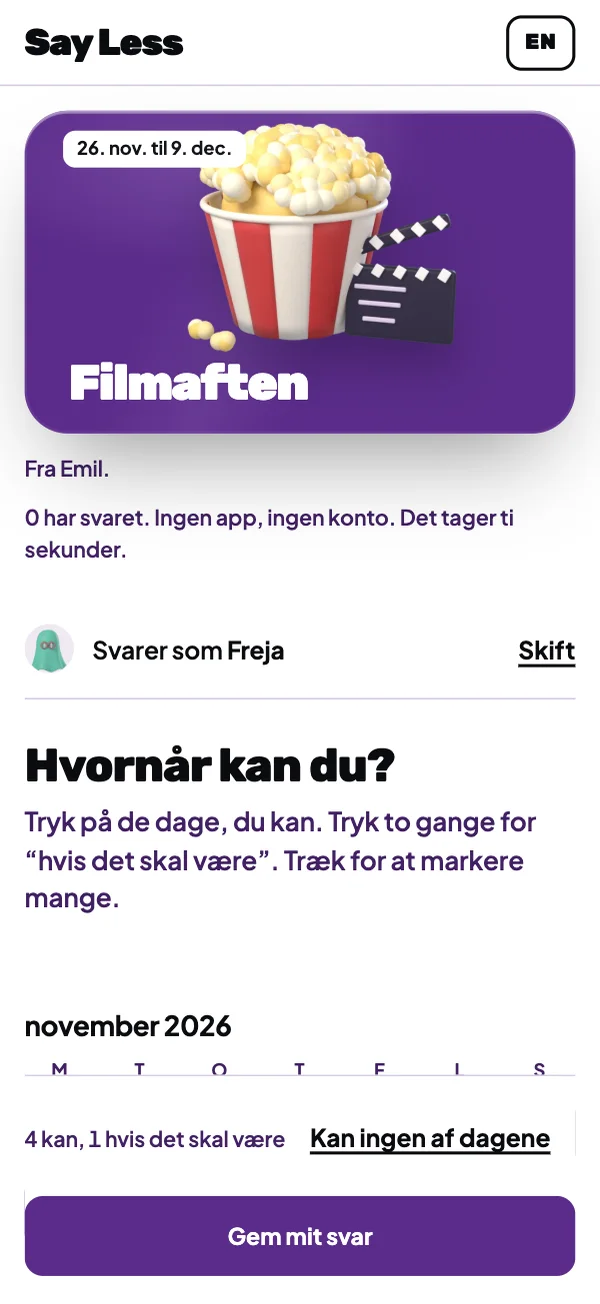 Say Less
EN
26. nov. til 9. dec.
Filmaften
Fra Emil.
0 har svaret. Ingen app, ingen konto. Det tager ti
sekunder.
Svarer som Freja
Skift
Hvornår kan du?
Tryk på de dage, du kan. Tryk to gange for
“hvis det skal være”. Træk for at markere
mange.
november 2026
M T O T F L S
4 kan, 1 hvis det skal være
Kan ingen af dagene
Gem mit svar